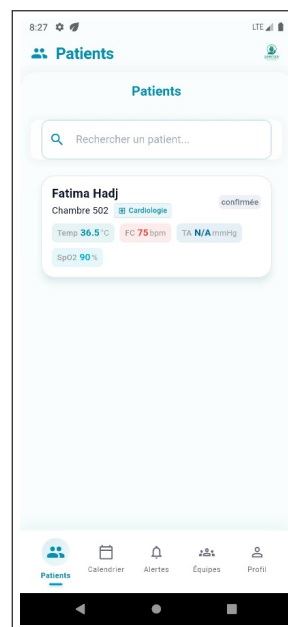 8:27 LTE
Patients
Patients
Rechercher un patient...
Fatima Hadj
confirmée
Chambre 502 Cardiologie
Temp 36.5 °C FC 75 bpm TA N/A mmHg
SpO2 90 %
Patients Calendrier Alertes Équipes Profil